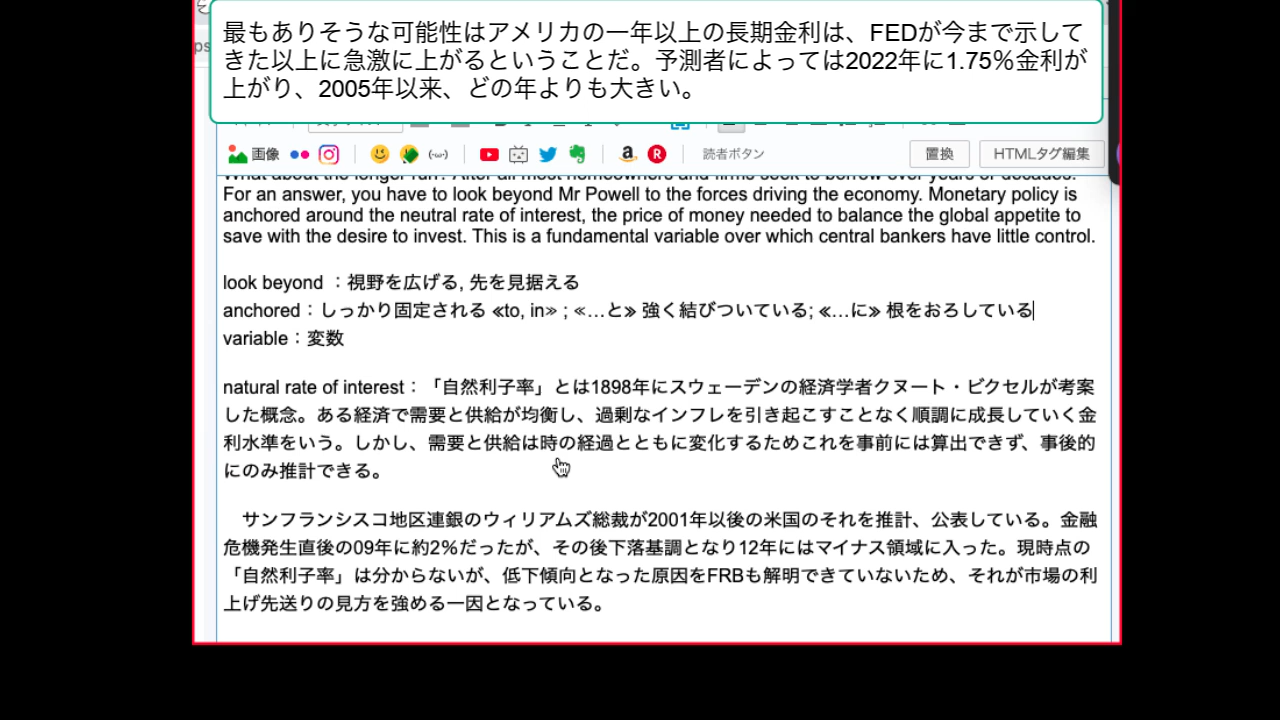 最もありそうな可能性はアメリカの一年以上の長期金利は、FEDが今まで示して
きた以上に急激に上がるということだ。予測者によっては2022年に1.75％金利が
上がり、2005年以来、どの年よりも大きい。
画像
読者ボタン
置換
HTMLタグ編集
What about the longer run? After all most homeowners and firms seek to borrow over years or decades.
For an answer, you have to look beyond Mr Powell to the forces driving the economy. Monetary policy is
anchored around the neutral rate of interest, the price of money needed to balance the global appetite to
save with the desire to invest. This is a fundamental variable over which central bankers have little control.
look beyond ：視野を広げる, 先を見据える
anchored：しっかり固定される ≪to, in≫ ; ≪…と≫ 強く結びついている; ≪…に≫ 根をおろしている
variable：変数
natural rate of interest：「自然利子率」とは1898年にスウェーデンの経済学者クヌート・ビクセルが考案
した概念。ある経済で需要と供給が均衡し、過剰なインフレを引き起こすことなく順調に成長していく金
利水準をいう。しかし、需要と供給は時の経過とともに変化するためこれを事前には算出できず、事後的
にのみ推計できる。
サンフランシスコ地区連銀のウィリアムズ総裁が2001年以後の米国のそれを推計、公表している。金融
危機発生直後の09年に約2％だったが、その後下落基調となり12年にはマイナス領域に入った。現時点の
「自然利子率」は分からないが、低下傾向となった原因をFRBも解明できていないため、それが市場の利
上げ先送りの見方を強める一因となっている。